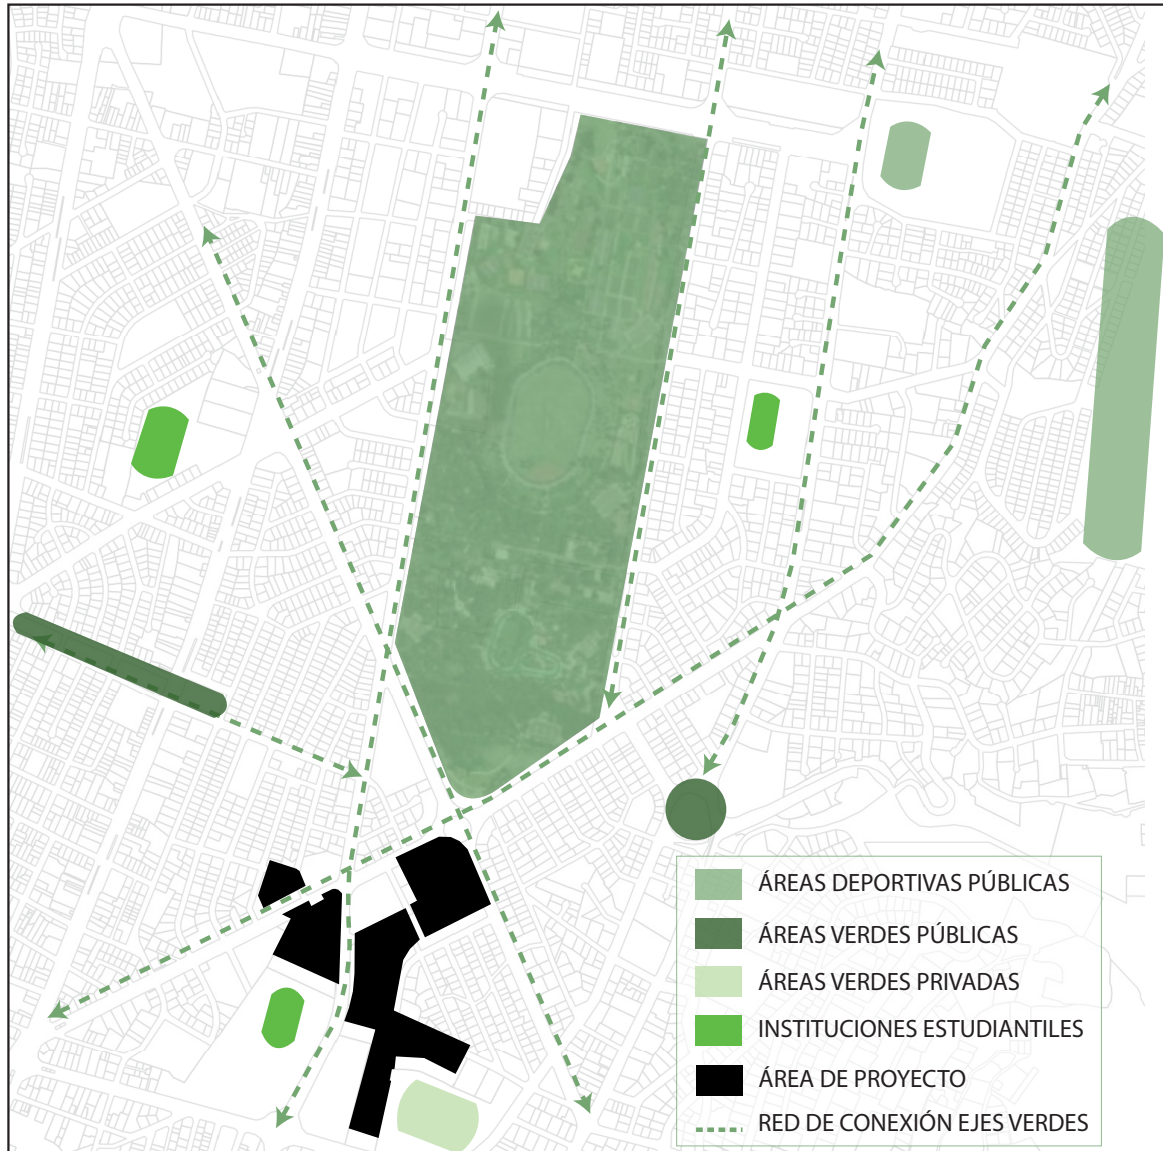 ÁREAS DEPORTIVAS PÚBLICAS
ÁREAS VERDES PÚBLICAS
ÁREAS VERDES PRIVADAS
INSTITUCIONES ESTUDIANTILES
ÁREA DE PROYECTO
RED DE CONEXIÓN EJES VERDES